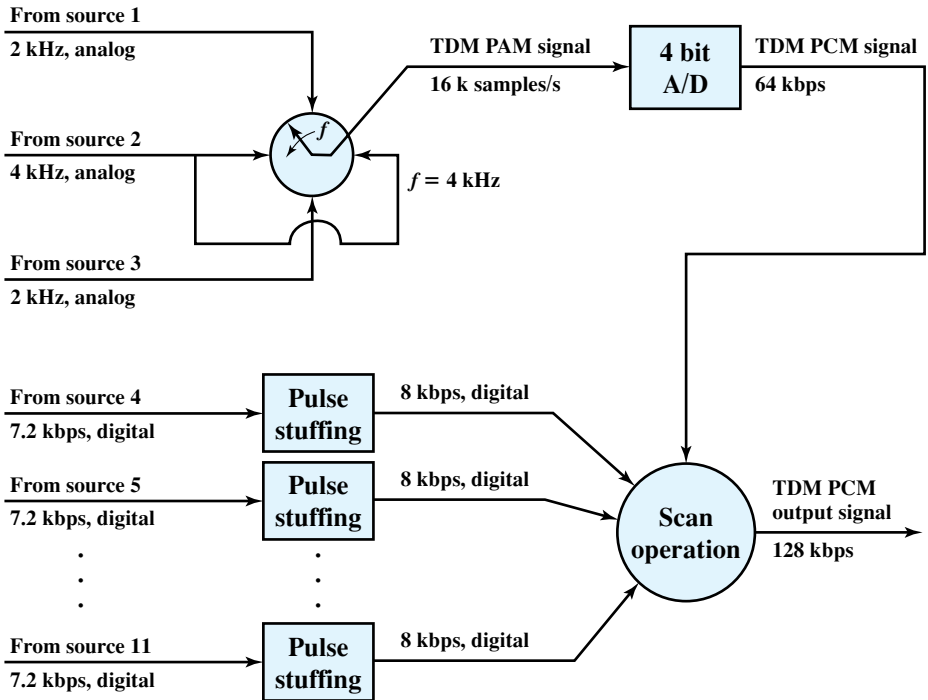 From source 1
2 kHz, analog
TDM PAM signal
16 k samples/s
4 bit
A/D
TDM PCM signal
64 kbps
f
From source 2
4 kHz, analog
f = 4 kHz
From source 3
2 kHz, analog
From source 4
7.2 kbps, digital
Pulse
stuffing
8 kbps, digital
From source 5
7.2 kbps, digital
Pulse
stuffing
8 kbps, digital
Scan
operation
TDM PCM
output signal
128 kbps
From source 11
7.2 kbps, digital
Pulse
stuffing
8 kbps, digital